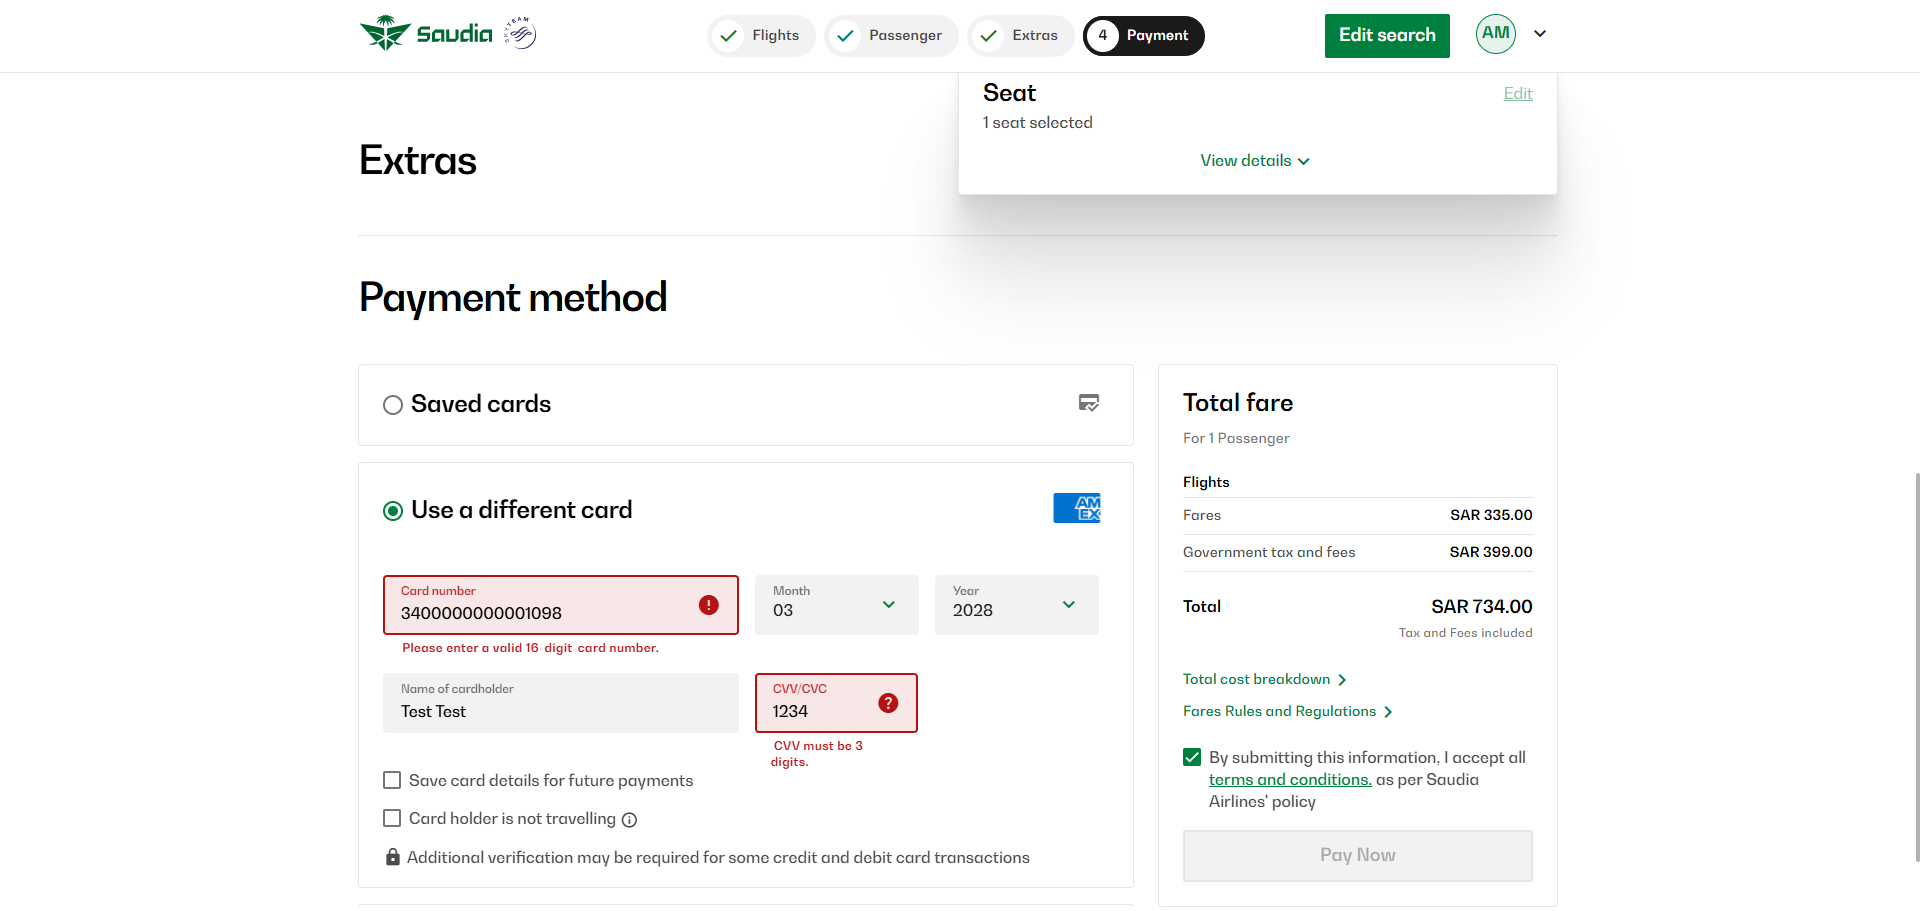 Saudia
SKYTEAM
Flights
Passenger
Extras
4 Payment
Edit search
AM
Seat
Edit
1 seat selected
View details
Extras
Payment method
Saved cards
Use a different card
AM
EX
Card number
3400000000001098
Please enter a valid 16-digit-card number.
Month
03
Year
2028
Name of cardholder
Test Test
CVV/CVC
1234
CVV must be 3
digits.
Save card details for future payments
Card holder is not travelling
Additional verification may be required for some credit and debit card transactions
Total fare
For 1 Passenger
Flights
Fares SAR 335.00
Government tax and fees SAR 399.00
Total SAR 734.00
Tax and Fees included
Total cost breakdown
Fares Rules and Regulations
By submitting this information, I accept all
terms and conditions. as per Saudia
Airlines' policy
Pay Now